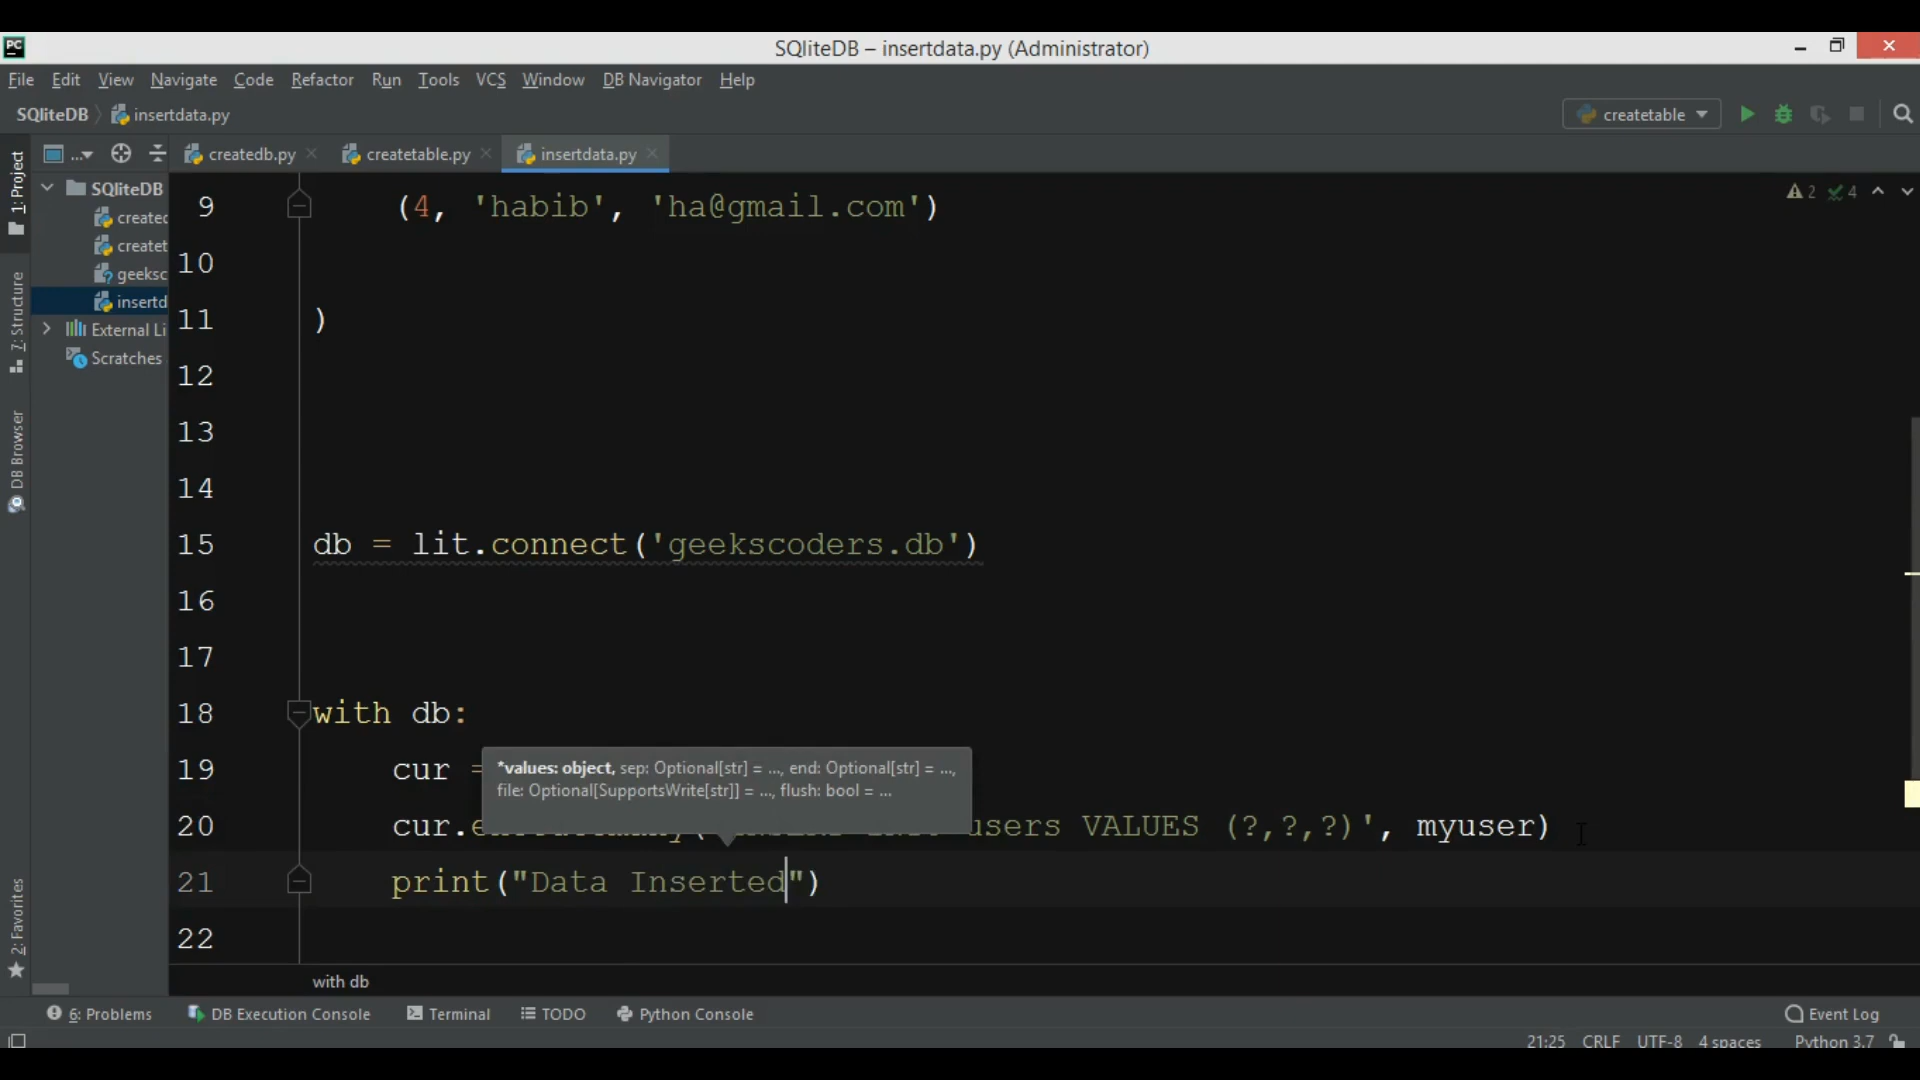 PC
SQliteDB – insertdata.py (Administrator)
File Edit View Navigate Code Refactor Run Tools VCS Window DB Navigator Help
SQliteDB insertdata.py
createtable
1: Project
... createdb.py createtable.py insertdata.py
SQliteDB
created
createt
geeksc
insertd
External Li
Scratches
7: Structure
DB Browser
2: Favorites
2 4
9 (4, 'habib', 'ha@gmail.com')
10
11 )
12
13
14
15 db = lit.connect('geekscoders.db')
16
17
18 with db:
*values: object, sep: Optional[str] = ..., end: Optional[str] = ...,
file: Optional[SupportsWrite[str]] = ..., flush: bool = ...
19 cur =
20 cur. users VALUES (?,?,?)', myuser)
21 print("Data Inserted")
22
with db
6: Problems DB Execution Console Terminal TODO Python Console Event Log
21:25 CRLF UTF-8 4 spaces Python 3.7